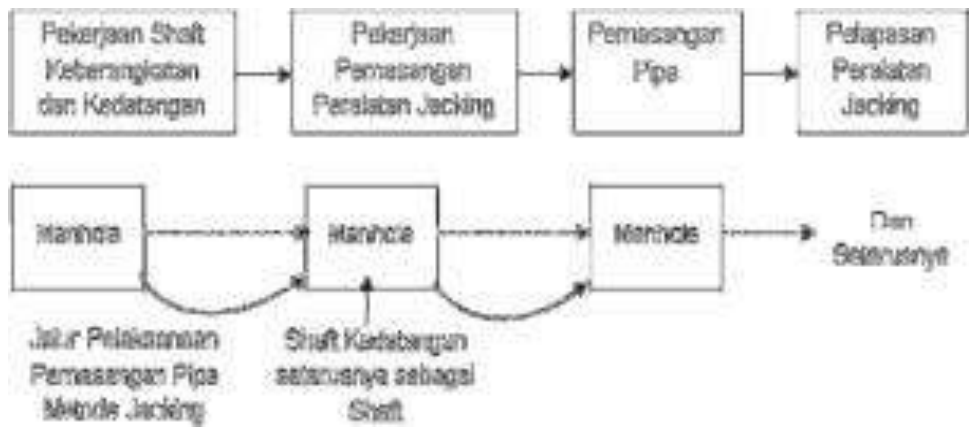 Pekerjaan Shaft
Keberangkatan
dan Kedatangan
Pekerjaan
Pemasangan
Peralatan Jacking
Pemasangan
Pipa
Pelapasan
Peralatan
Jacking
Manhole
Manhole
Manhole
Dan
Seterusnya
Jalur Pelaksanaan
Pemasangan Pipa
Metode Jacking
Shaft Kedatangan
seterusnya sebagai
Shaft